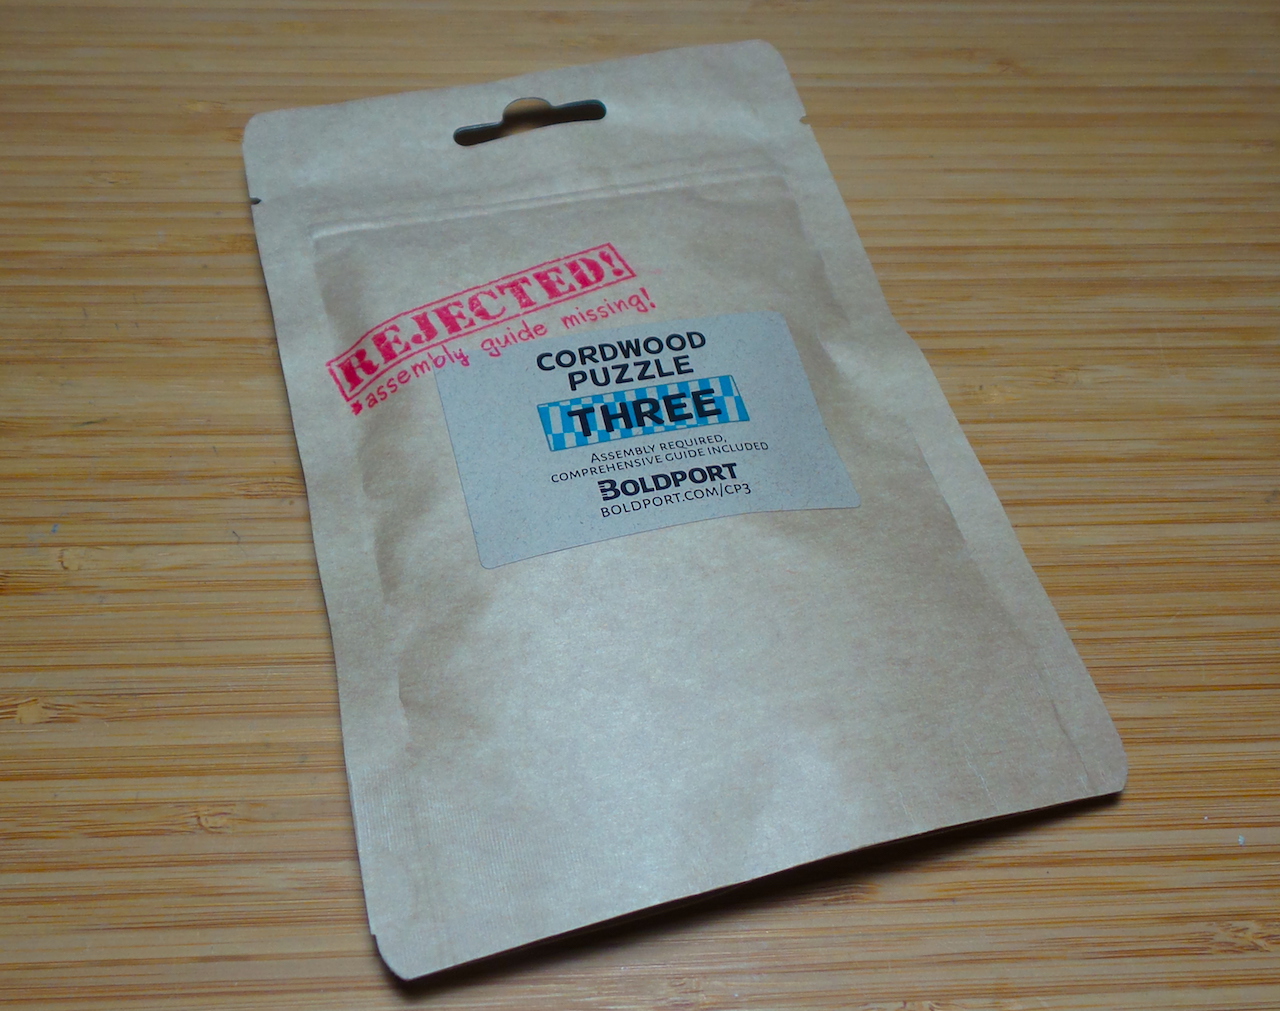 REJECTED!
*assembly guide missing!
CORDWOOD
PUZZLE
THREE
ASSEMBLY REQUIRED,
COMPREHENSIVE GUIDE INCLUDED
BOLDPORT
BOLDPORT.COM/CP3